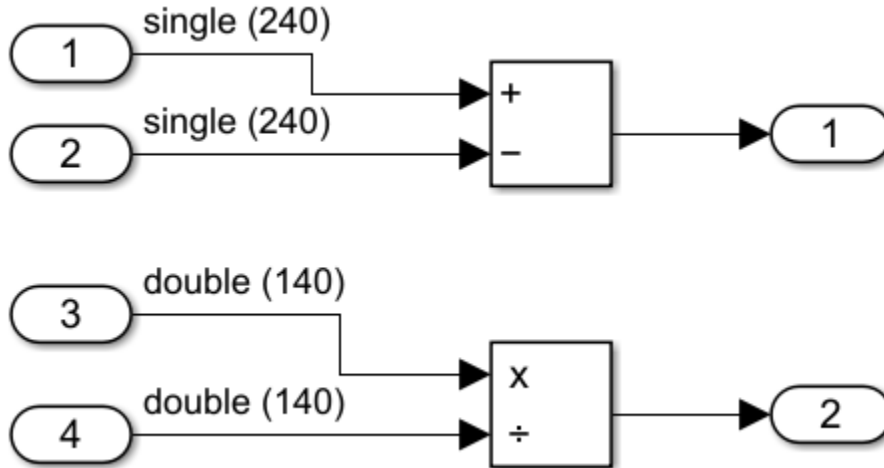 single (240)
1
+
single (240)
2
−
1
double (140)
3
x
double (140)
4
÷
2